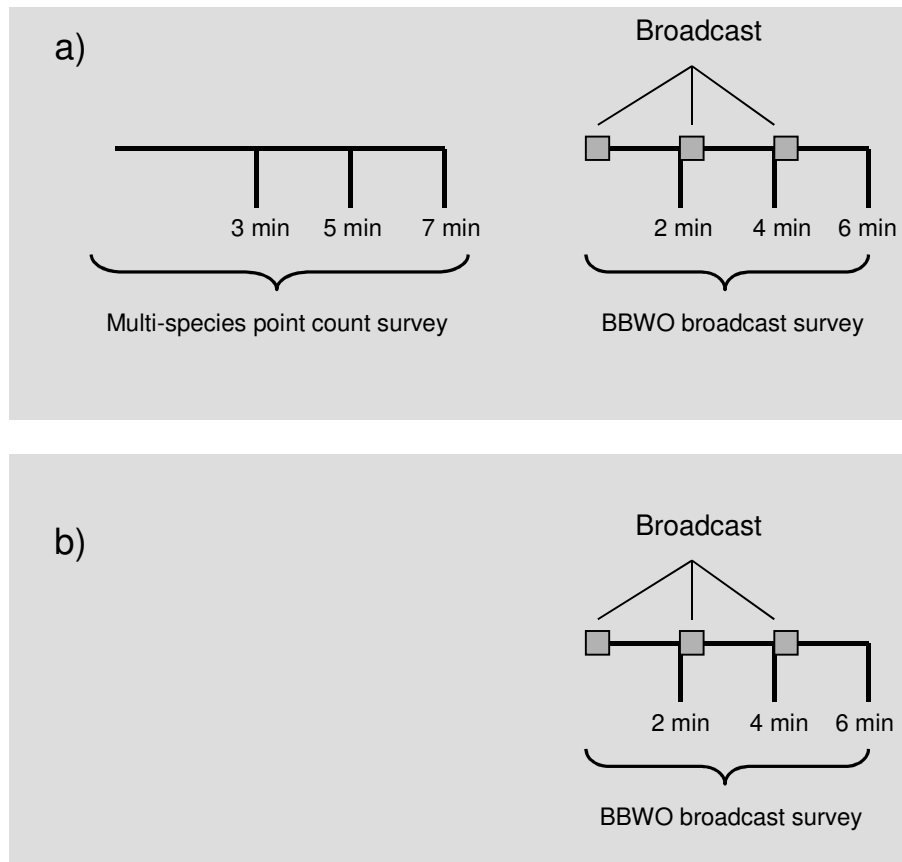 a)
Broadcast
3 min 5 min 7 min
2 min 4 min 6 min
Multi-species point count survey
BBWO broadcast survey
b)
Broadcast
2 min 4 min 6 min
BBWO broadcast survey